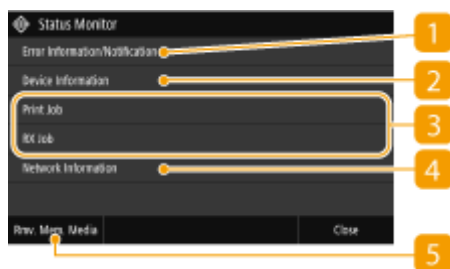 Status Monitor
Error Information/Notification
Device Information
Print Job
RX Job
Network Information
Rmv. Mem. Media
Close
1
2
3
4
5